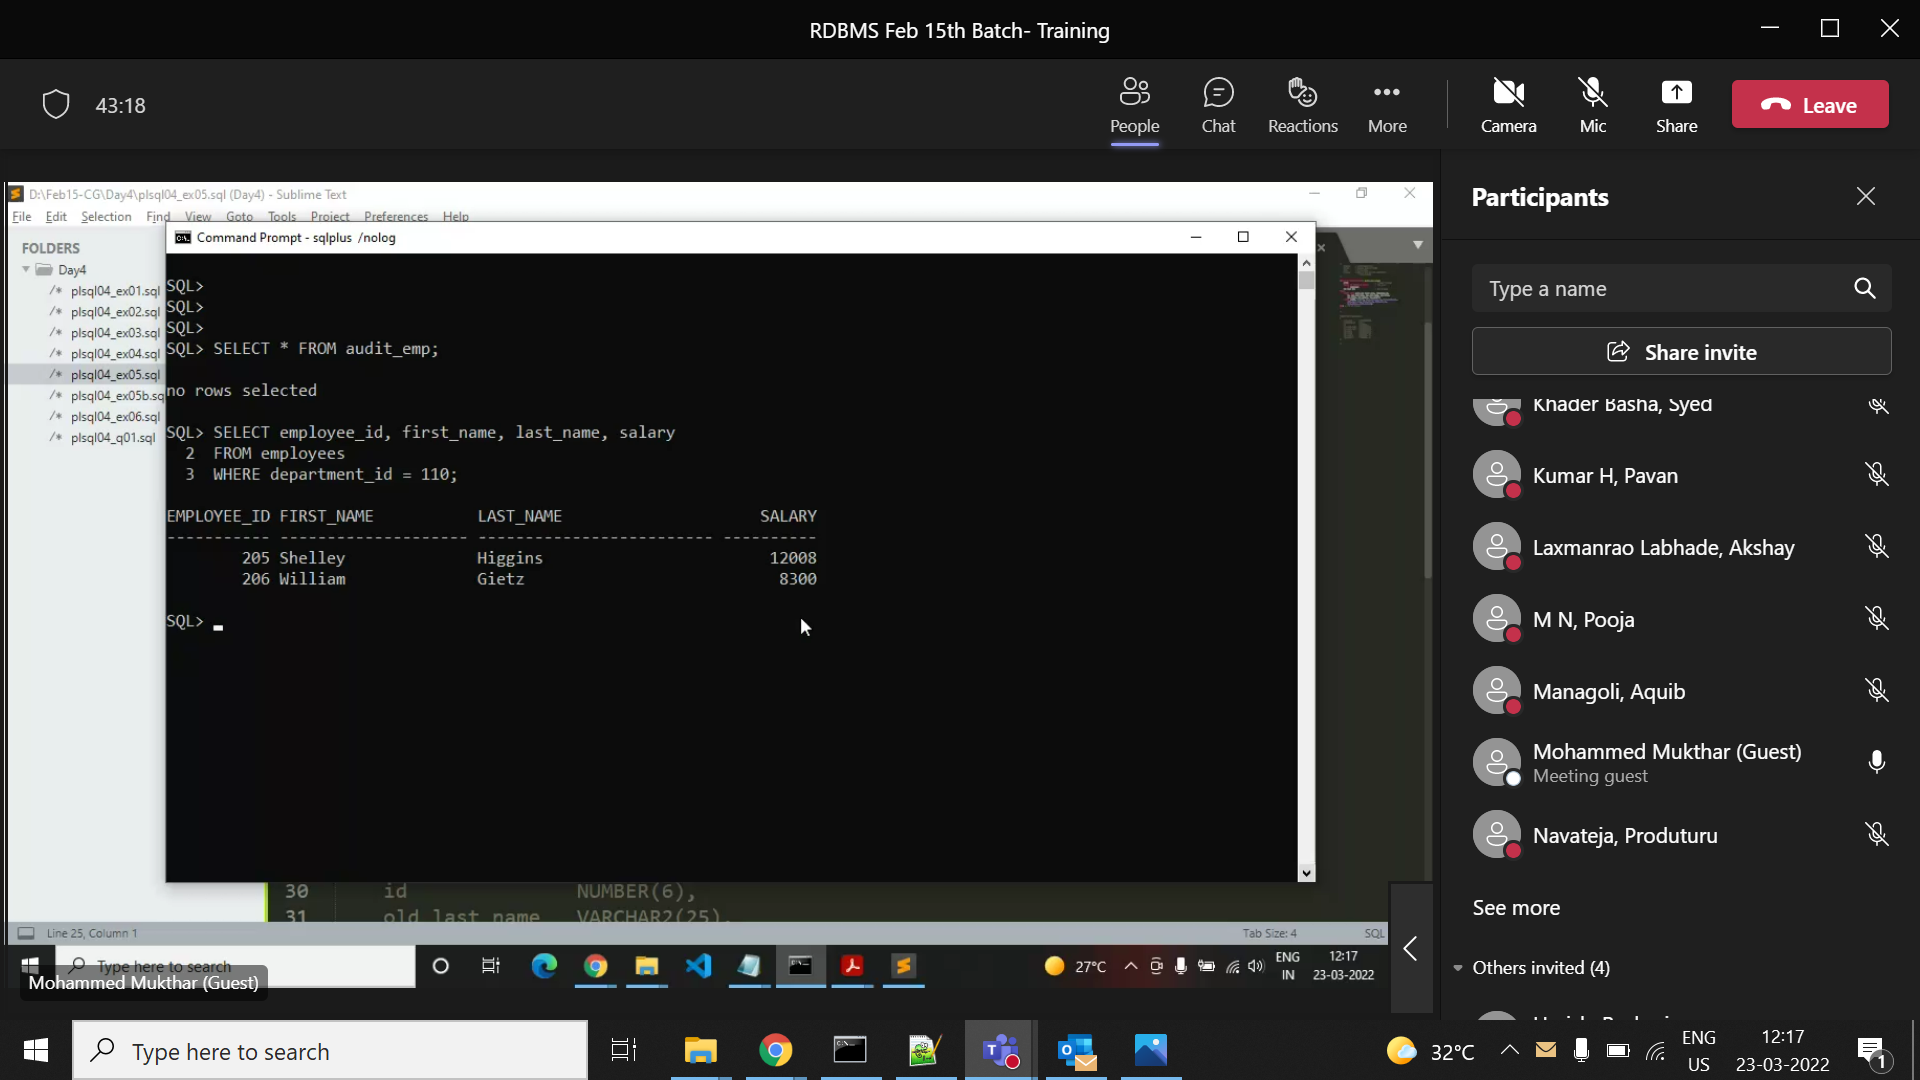 RDBMS Feb 15th Batch- Training
43:18
People
Chat
Reactions
More
Camera
Mic
Share
Leave
D:\Feb15-CG\Day4\plsql04_ex05.sql (Day4) - Sublime Text
File Edit Selection Find View Goto Tools Project Preferences Help
FOLDERS
Day4
/* plsql04_ex01.sql
/* plsql04_ex02.sql
/* plsql04_ex03.sql
/* plsql04_ex04.sql
/* plsql04_ex05.sql
/* plsql04_ex05b.sq
/* plsql04_ex06.sql
/* plsql04_q01.sql
Command Prompt - sqlplus /nolog
SQL>
SQL>
SQL>
SQL> SELECT * FROM audit_emp;
no rows selected
SQL> SELECT employee_id, first_name, last_name, salary
2 FROM employees
3 WHERE department_id = 110;
EMPLOYEE_ID FIRST_NAME LAST_NAME SALARY
----------- -------------------- ------------------------- ----------
205 Shelley Higgins 12008
206 William Gietz 8300
SQL>
30 id NUMBER(6),
31 old_last_name VARCHAR2(25),
Line 25, Column 1
Tab Size: 4
SQL
Type here to search
27°C
ENG
IN
12:17
23-03-2022
Mohammed Mukthar (Guest)
Participants
Type a name
Share invite
Khader Basha, Syed
Kumar H, Pavan
Laxmanrao Labhade, Akshay
M N, Pooja
Managoli, Aquib
Mohammed Mukthar (Guest)
Meeting guest
Navateja, Produturu
See more
Others invited (4)
Type here to search
32°C
ENG
US
12:17
23-03-2022
1